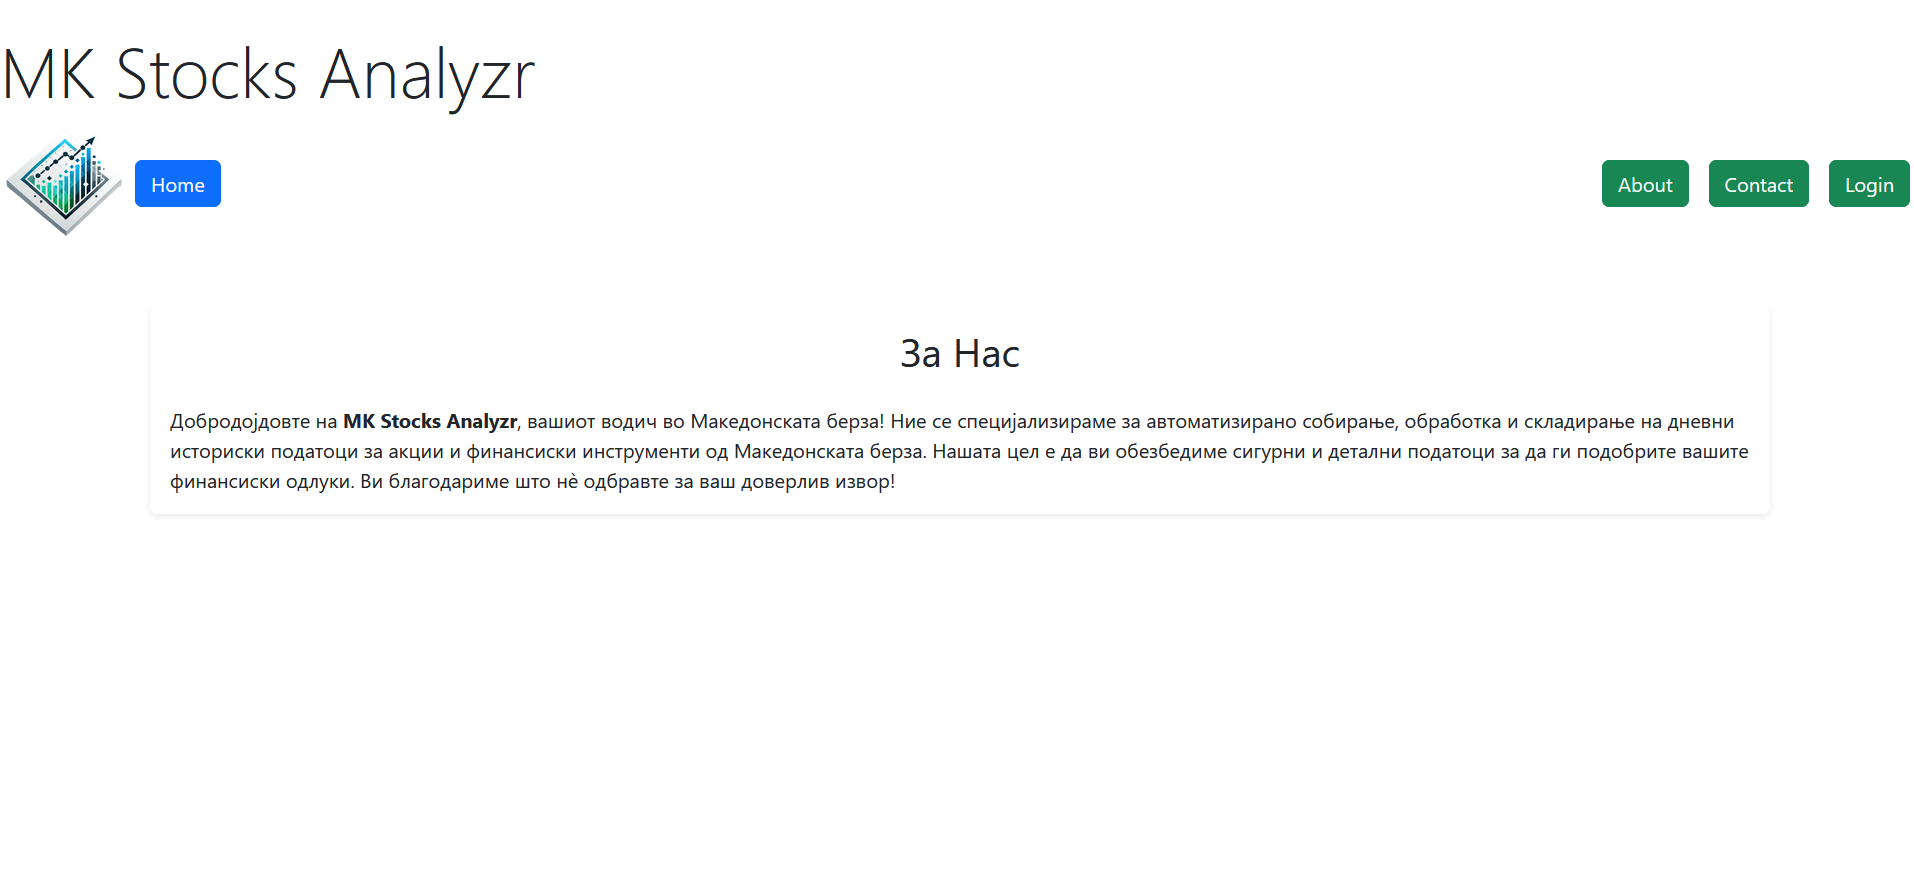 MK Stocks Analyzr
Home
About
Contact
Login
За Нас
Добродојдовте на MK Stocks Analyzr, вашиот водич во Македонската берза! Ние се специјализираме за автоматизирано собирање, обработка и складирање на дневни
историски податоци за акции и финансиски инструменти од Македонската берза. Нашата цел е да ви обезбедиме сигурни и детални податоци за да ги подобрите вашите
финансиски одлуки. Ви благодариме што нѐ одбравте за ваш доверлив извор!